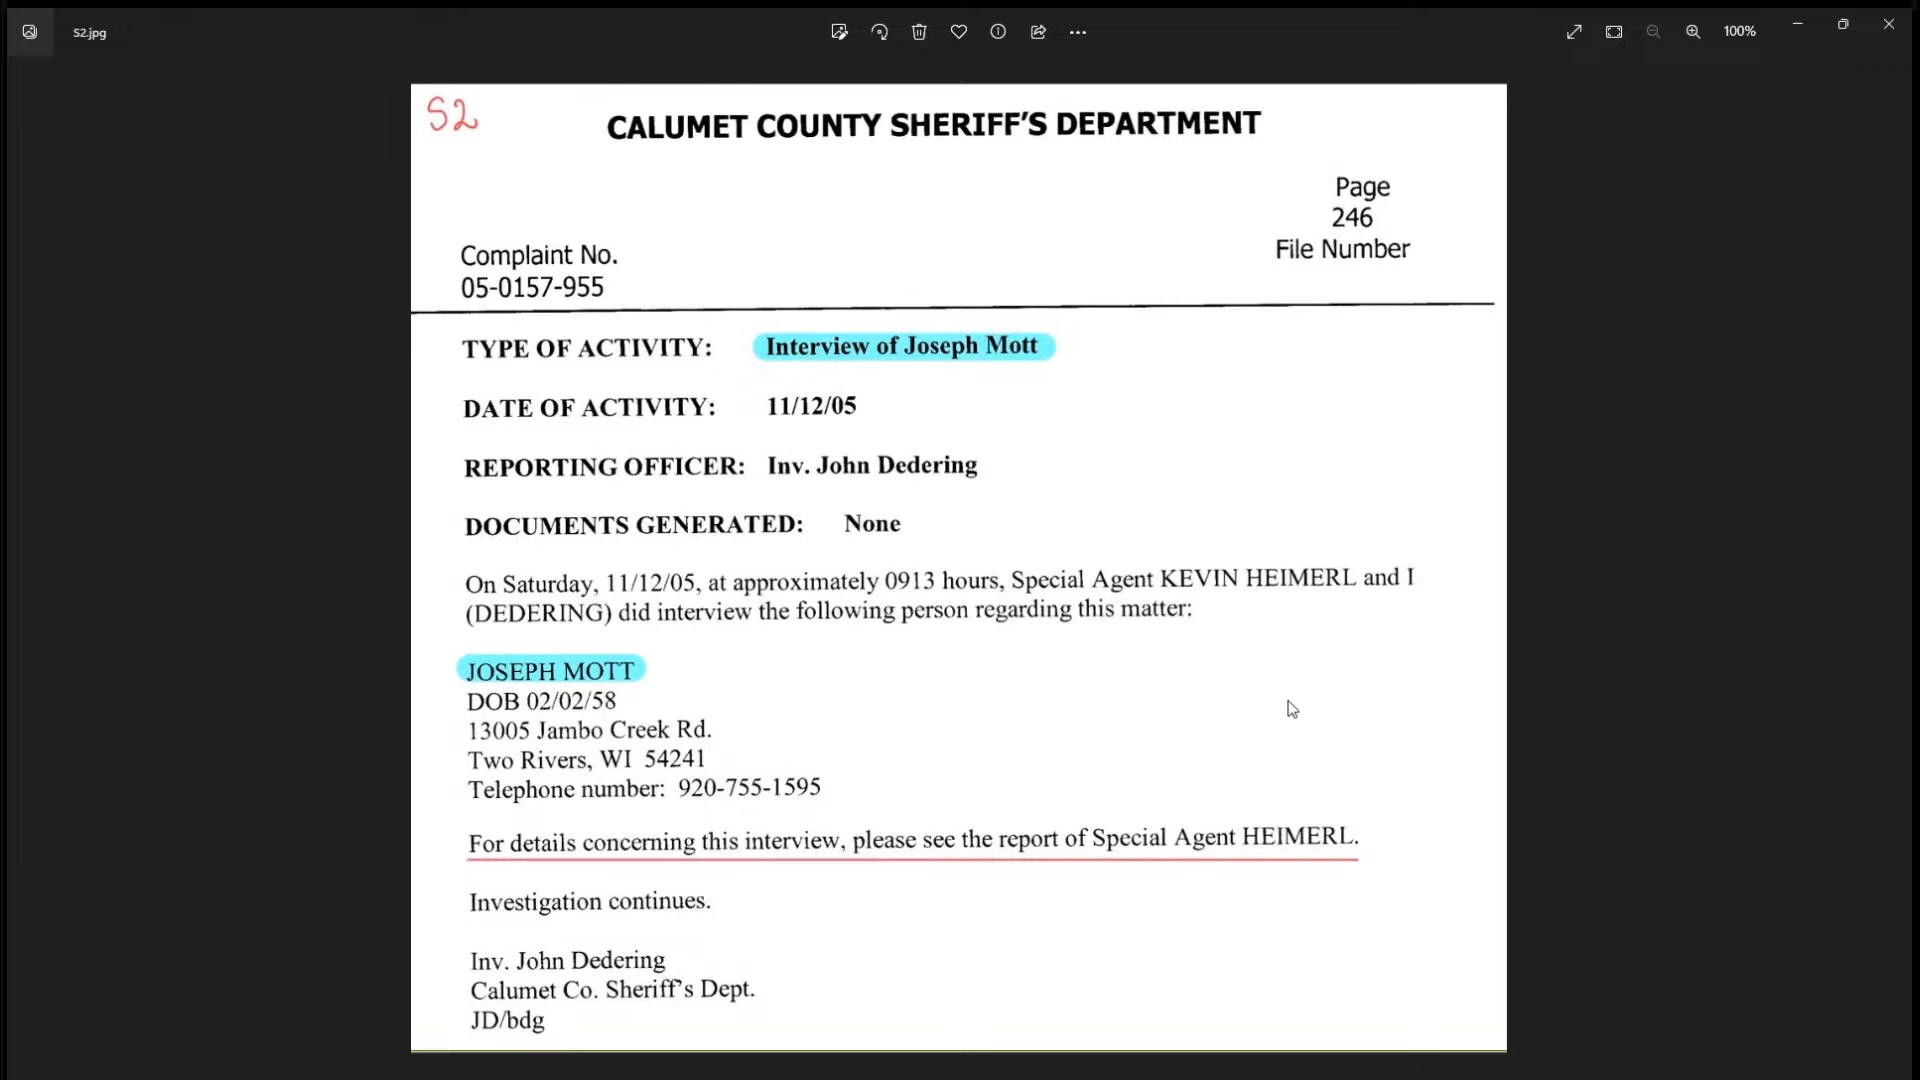 S2.jpg
100%
S2
CALUMET COUNTY SHERIFF'S DEPARTMENT
Page
246
File Number
Complaint No.
05-0157-955
TYPE OF ACTIVITY: Interview of Joseph Mott
DATE OF ACTIVITY: 11/12/05
REPORTING OFFICER: Inv. John Dedering
DOCUMENTS GENERATED: None
On Saturday, 11/12/05, at approximately 0913 hours, Special Agent KEVIN HEIMERL and I
(DEDERING) did interview the following person regarding this matter:
JOSEPH MOTT
DOB 02/02/58
13005 Jambo Creek Rd.
Two Rivers, WI 54241
Telephone number: 920-755-1595
For details concerning this interview, please see the report of Special Agent HEIMERL.
Investigation continues.
Inv. John Dedering
Calumet Co. Sheriff's Dept.
JD/bdg